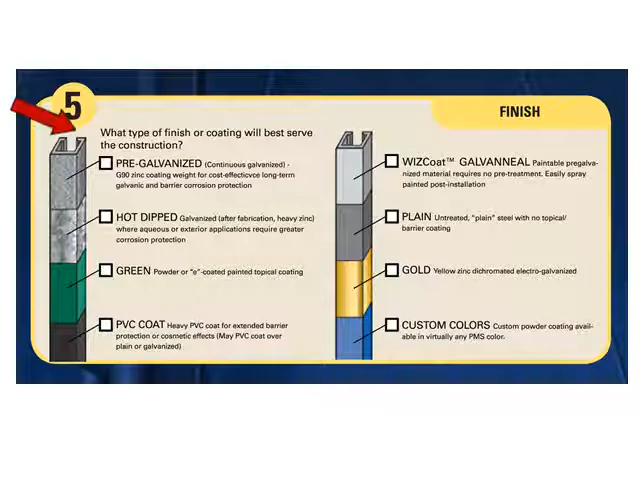 5
FINISH
What type of finish or coating will best serve
the construction?
PRE-GALVANIZED (Continuous galvanized) -
G90 zinc coating weight for cost-effecticvce long-term
galvanic and barrier corrosion protection
HOT DIPPED Galvanized (after fabrication, heavy zinc)
where aqueous or exterior applications require greater
corrosion protection
GREEN Powder or "e"-coated painted topical coating
PVC COAT Heavy PVC coat for extended barrier
protection or cosmetic effects (May PVC coat over
plain or galvanized)
WIZCoat™ GALVANNEAL Paintable pregalva-
nized material requires no pre-treatment. Easily spray
painted post-installation
PLAIN Untreated, "plain" steel with no topical/
barrier coating
GOLD Yellow zinc dichromated electro-galvanized
CUSTOM COLORS Custom powder coating avail-
able in virtually any PMS color.